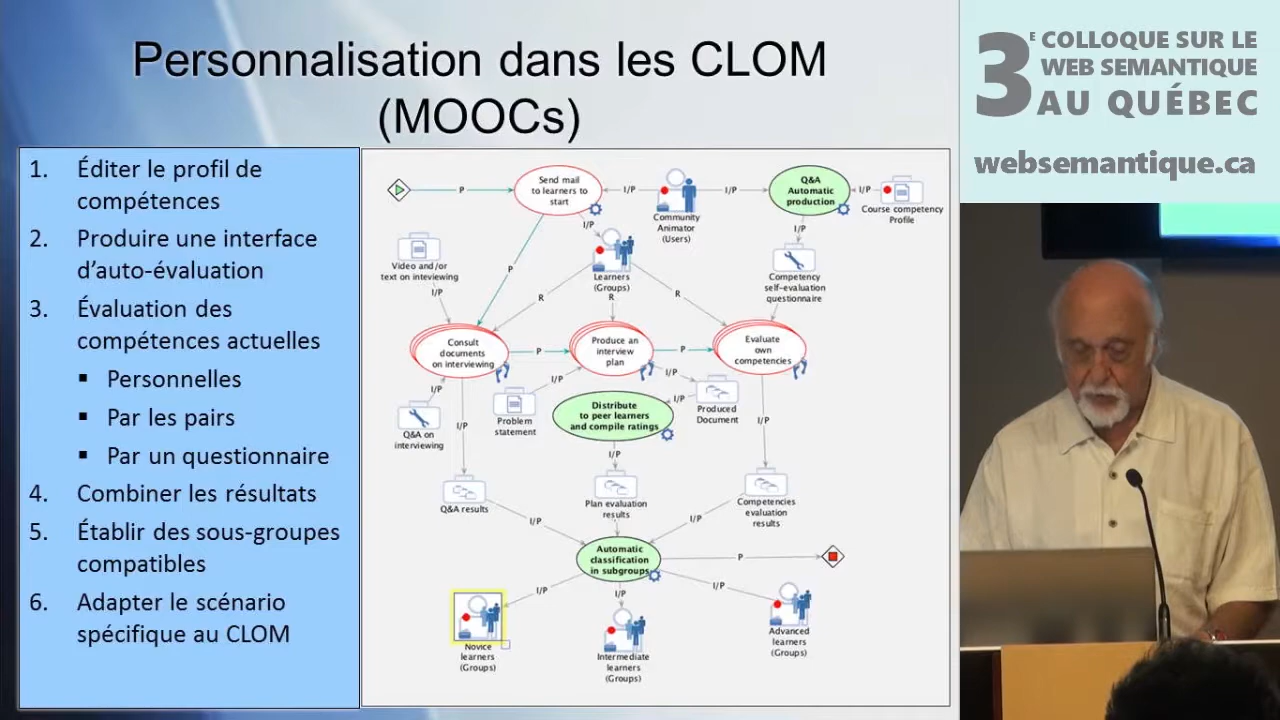 Personnalisation dans les CLOM
(MOOCs)
3E COLLOQUE SUR LE
WEB SEMANTIQUE
AU QUÉBEC
websemantique.ca
1. Éditer le profil de
compétences
2. Produire une interface
d’auto-évaluation
3. Évaluation des
compétences actuelles
▪ Personnelles
▪ Par les pairs
▪ Par un questionnaire
4. Combiner les résultats
5. Établir des sous-groupes
compatibles
6. Adapter le scénario
spécifique au CLOM
P
Send mail
to learners to
start
I/P
Community
Animator
(Users)
I/P
Q&A
Automatic
production
I/P
Course competency
Profile
I/P
I/P
Video and/or
text on inteviewing
I/P
P
Learners
(Groups)
R
R
R
Competency
self-evaluation
questionnaire
I/P
Consult
documents
on interviewing
P
Produce an
interview
plan
P
Evaluate
own
competencies
I/P
I/P
I/P
Q&A on
interviewing
I/P
Problem
statement
Distribute
to peer learners
and compile ratings
I/P
Produced
Document
I/P
I/P
Q&A results
Plan evaluation
results
Competencies
evaluation
results
I/P
I/P
Automatic
classification
in subgroups
P
I/P
I/P
I/P
Novice
learners
(Groups)
Intermediate
learners
(Groups)
Advanced
learners
(Groups)